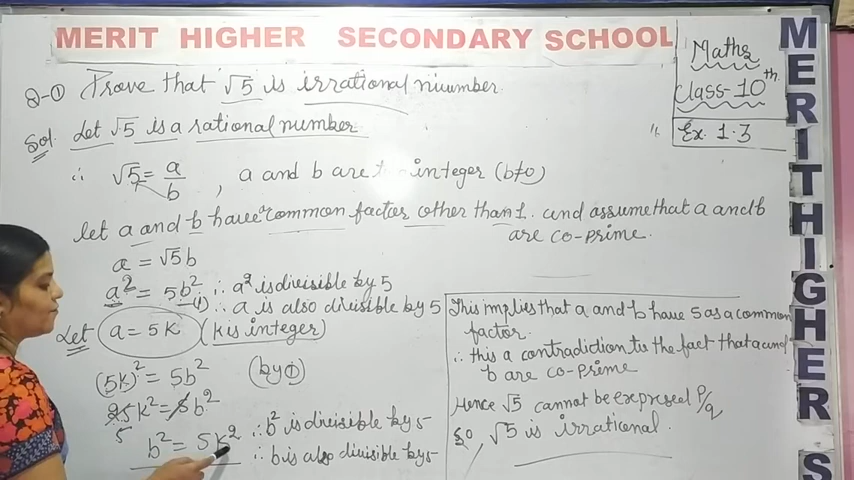 MERIT HIGHER SECONDARY SCHOOL
Maths
Class-10th
Ex. 1.3
MERIT HIGHER S
Q-① Prove that √5 is irrational niumber.
Sol. Let √5 is a rational number
∴ √5 = a/b , a and b are integer (b≠0)
let a and b have common factor other than 1. and assume that a and b
are co-prime.
a = √5b
a² = 5b² ∴ a² is divisible by 5
(1) ∴ a is also divisible by 5
Let a = 5K (K is integer)
(5K)² = 5b² (by ①)
25K² = 5b²
5
b² = 5K² ∴ b² is divisible by 5
∴ b is also divisible by 5
This implies that a and b have 5 as a common
factor.
∴ this a contradidion to the fact that a and
b are co-prime
Hence √5 cannot be expresed P/q
So, √5 is irrational.